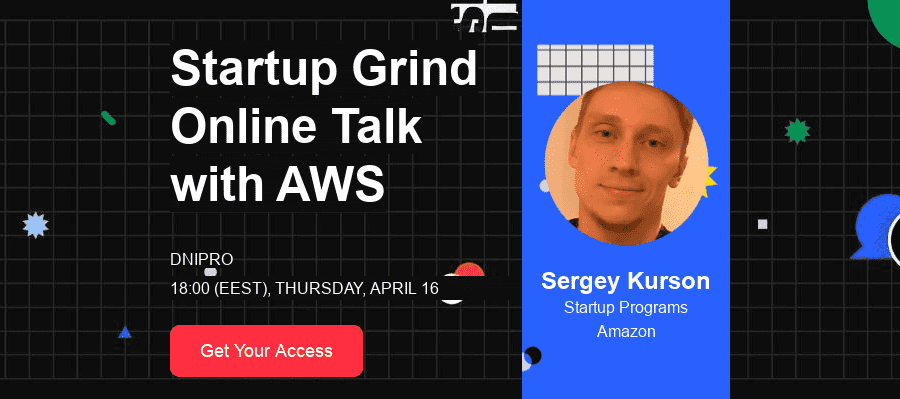 Startup Grind
Online Talk
with AWS
DNIPRO
18:00 (EEST), THURSDAY, APRIL 16
Get Your Access
Sergey Kurson
Startup Programs
Amazon